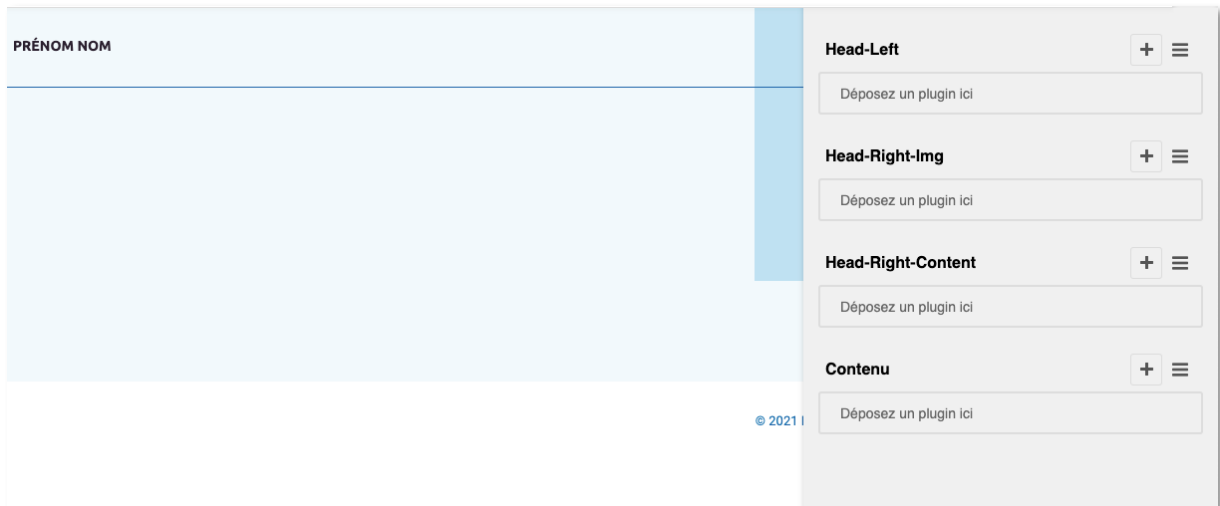 PRÉNOM NOM
© 2021
Head-Left
Déposez un plugin ici
Head-Right-Img
Déposez un plugin ici
Head-Right-Content
Déposez un plugin ici
Contenu
Déposez un plugin ici